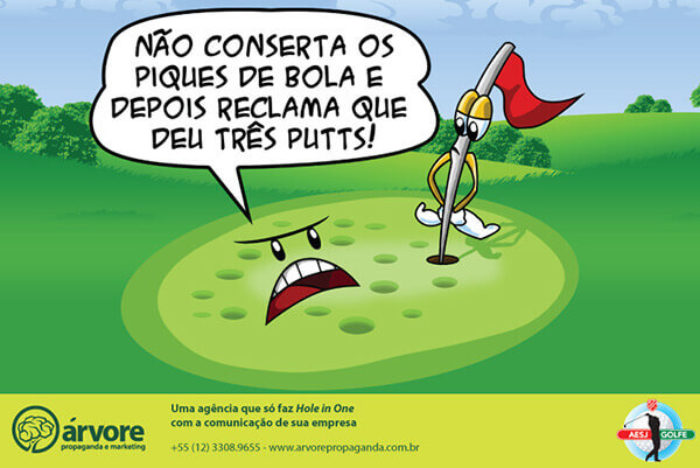 NÃO CONSERTA OS
PIQUES DE BOLA E
DEPOIS RECLAMA QUE
DEU TRÊS PUTTS!
árvore
propaganda e marketing
Uma agência que só faz Hole in One
com a comunicação de sua empresa
+55 (12) 3308.9655 - www.arvorepropaganda.com.br
AESJ GOLFE